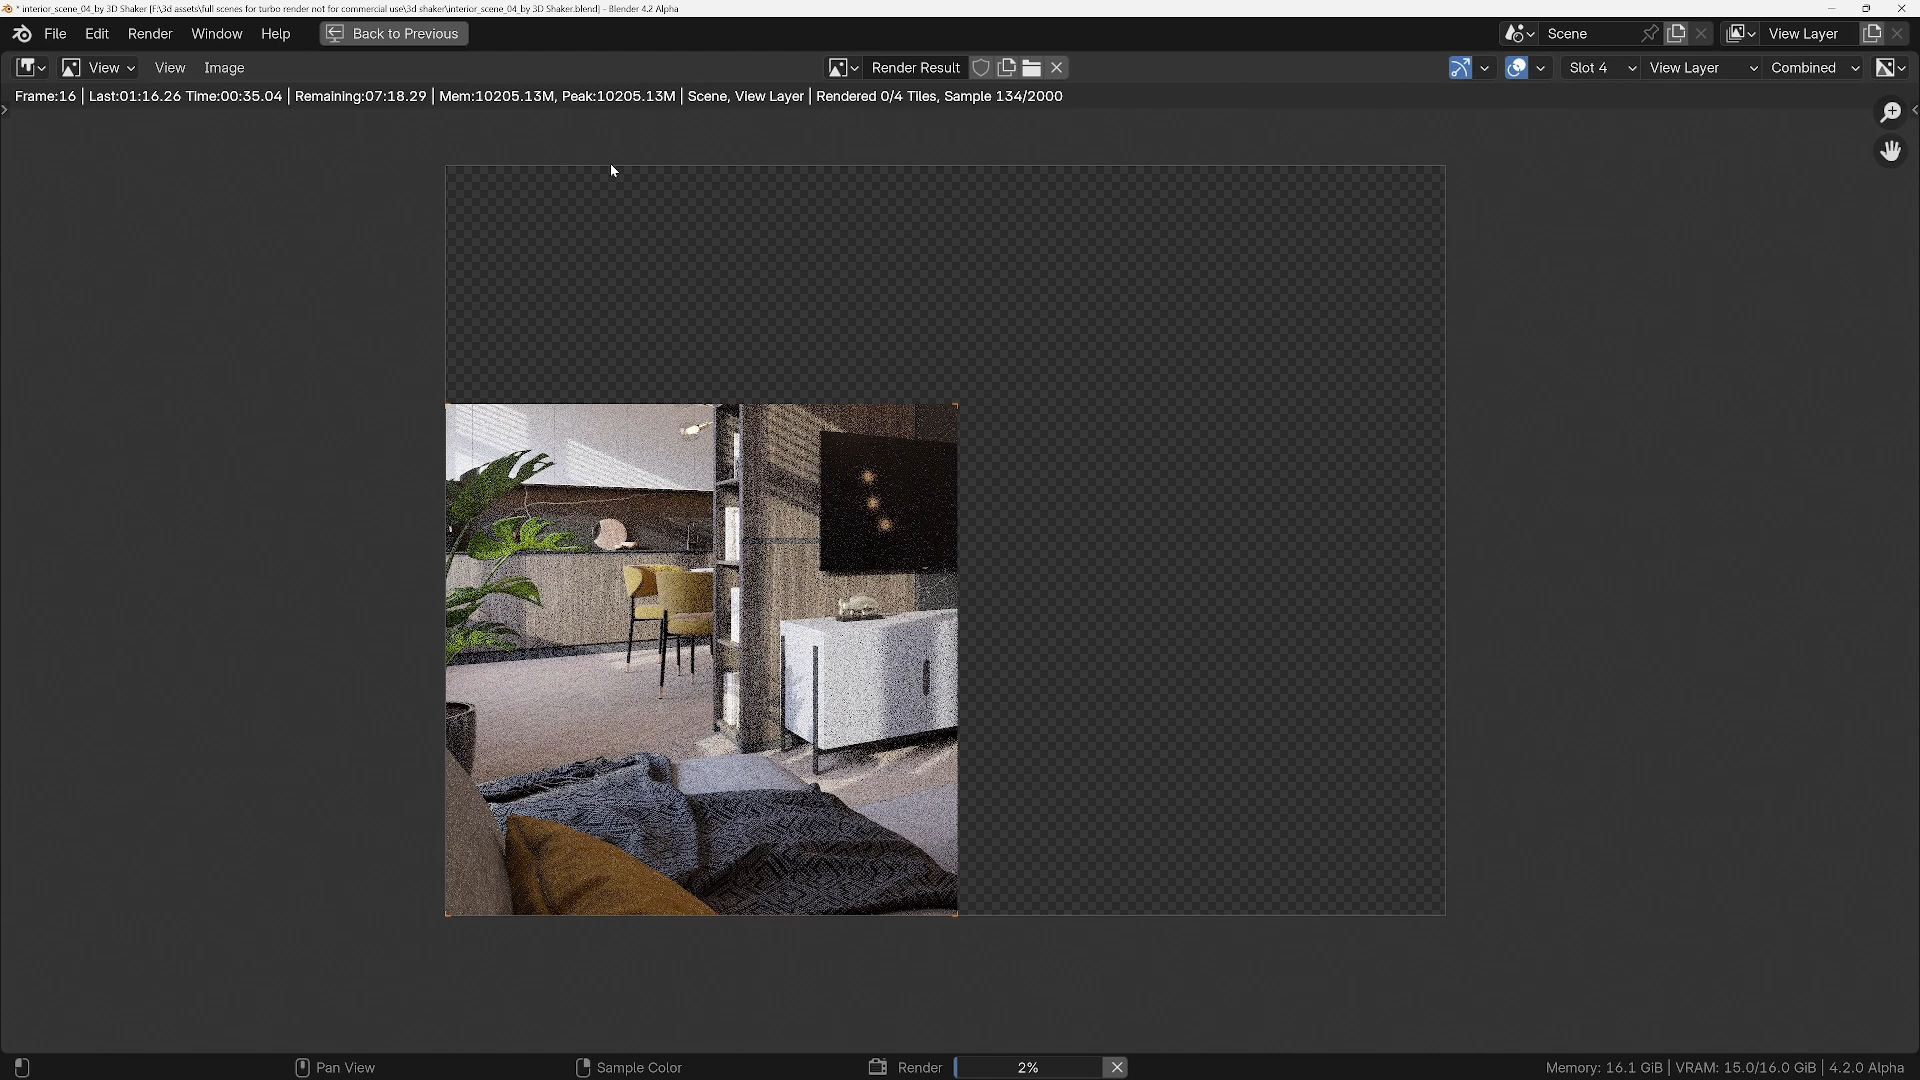 * interior_scene_04_by 3D Shaker [F:\3d assets\full scenes for turbo render not for commercial use\3d shaker\interior_scene_04_by 3D Shaker.blend] - Blender 4.2 Alpha
File Edit Render Window Help Back to Previous Scene View Layer
View View Image Render Result Slot 4 View Layer Combined
Frame:16 | Last:01:16.26 Time:00:35.04 | Remaining:07:18.29 | Mem:10205.13M, Peak:10205.13M | Scene, View Layer | Rendered 0/4 Tiles, Sample 134/2000
Pan View Sample Color Render 2% Memory: 16.1 GiB | VRAM: 15.0/16.0 GiB | 4.2.0 Alpha